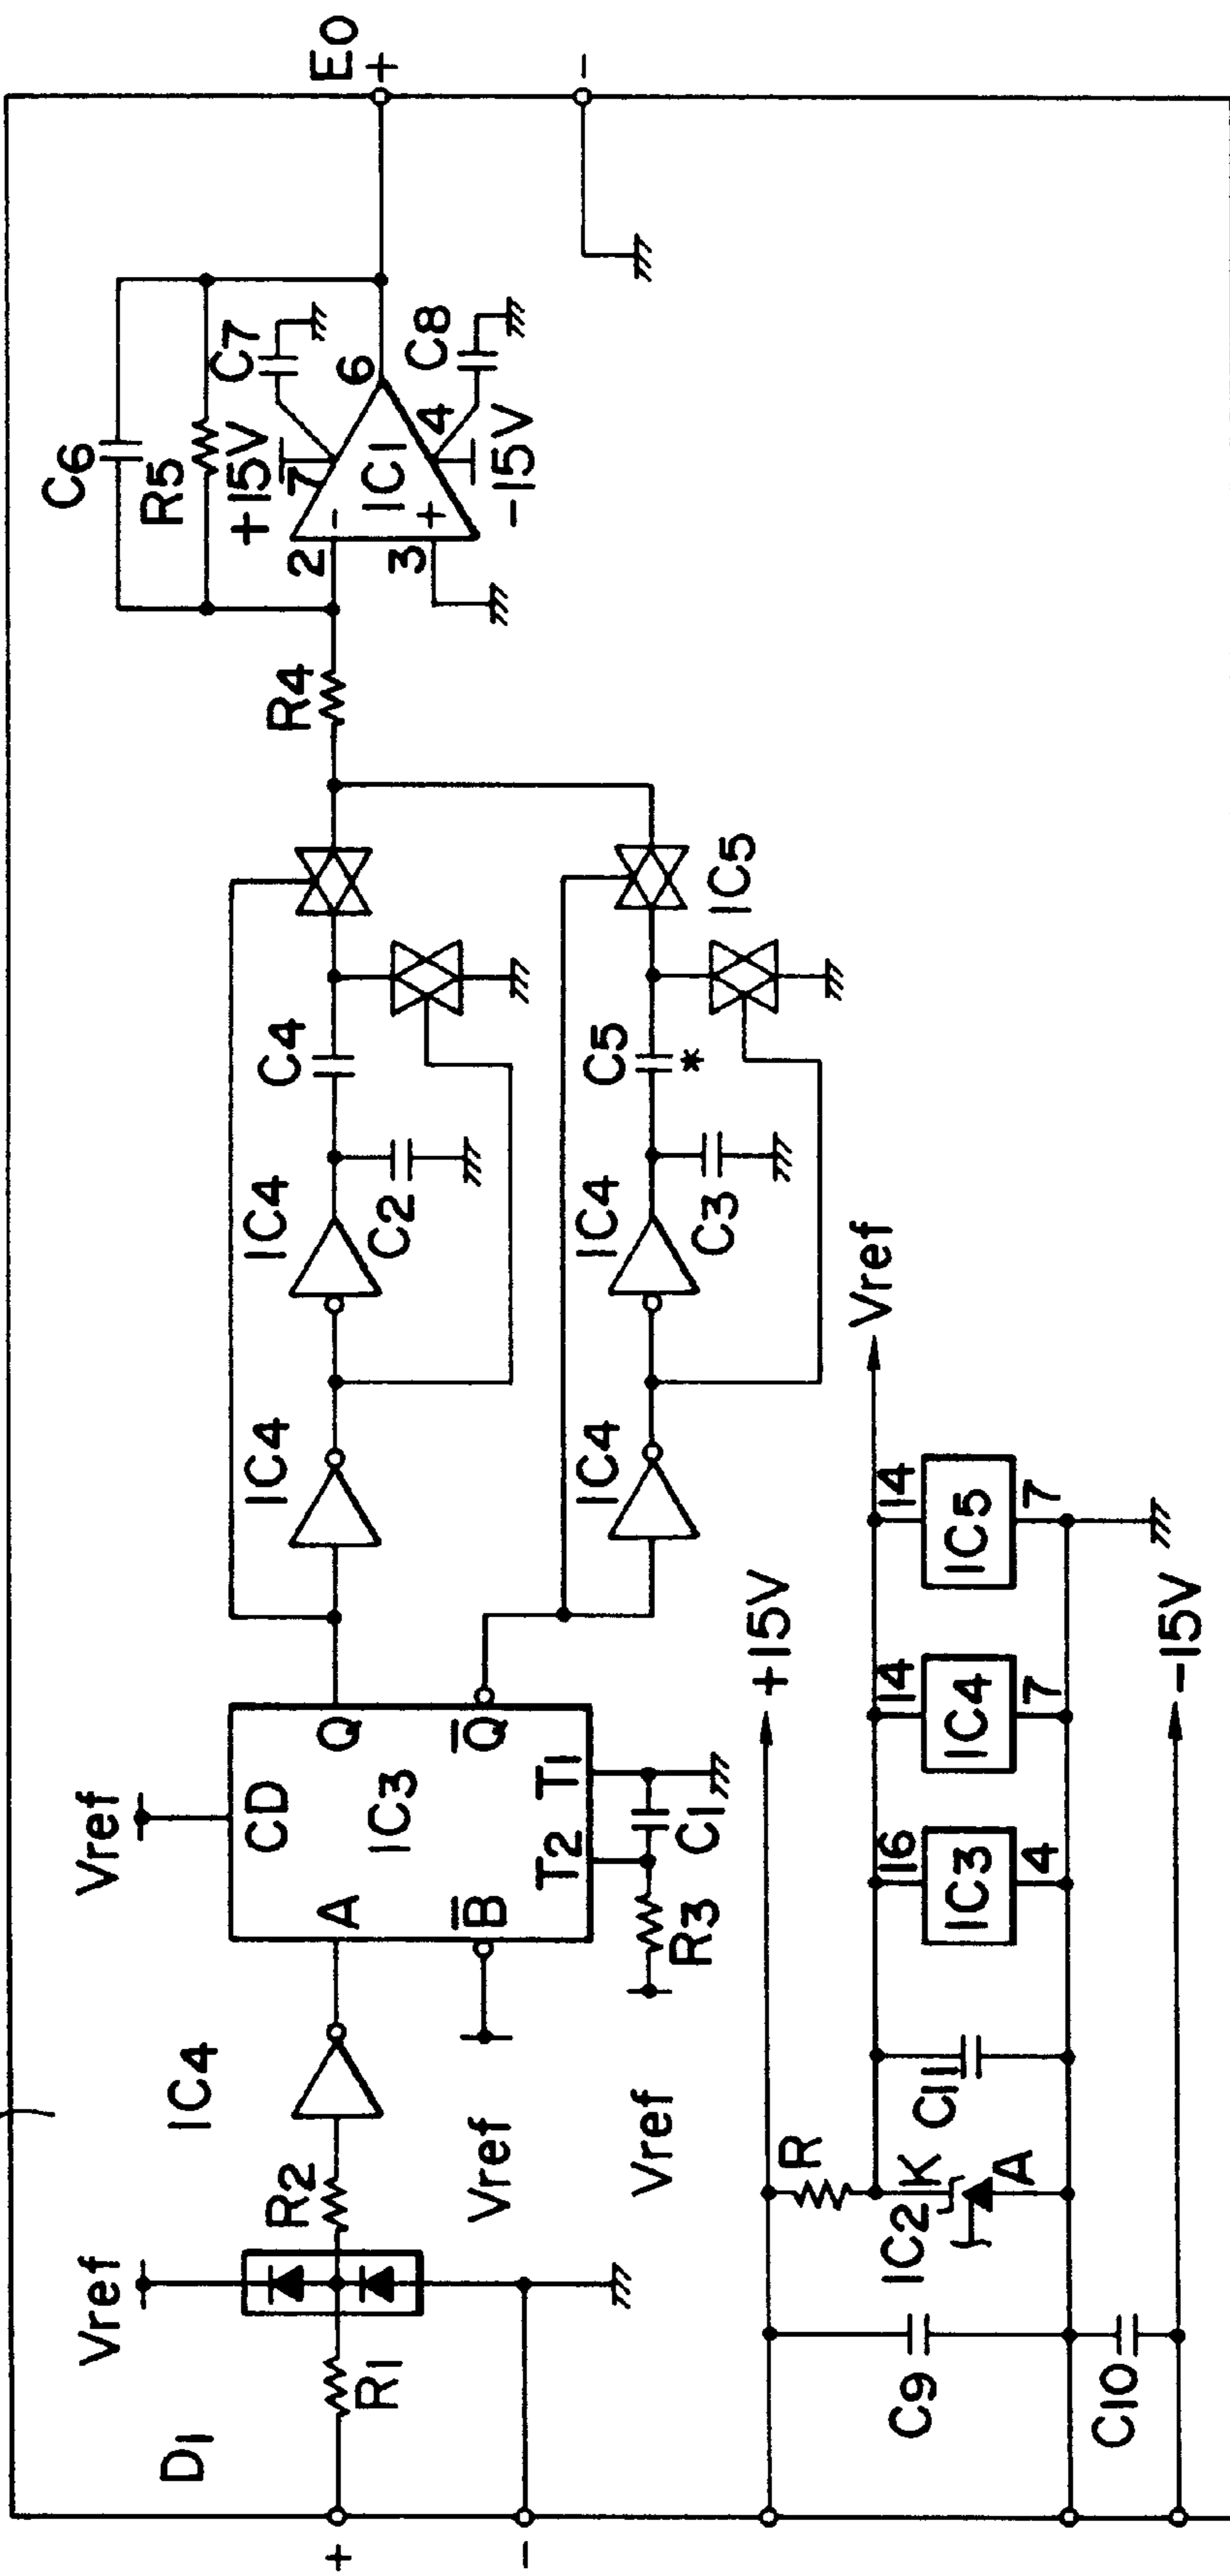 D1
+
-
R1
Vref
R2
IC4
Vref
CD
A
Q
B̅
Q̅
IC3
T2
T1
Vref
Vref
R3
C1
IC4
IC4
C2
C4
IC4
IC4
C3
C5
*
IC5
R4
C6
R5
+15V
C7
2
7
-
IC1
6
3
+
4
-15V
C8
E0
+
-
+15V
R
C9
IC2
K
A
C11
16
IC3
4
14
IC4
7
14
IC5
7
Vref
C10
-15V